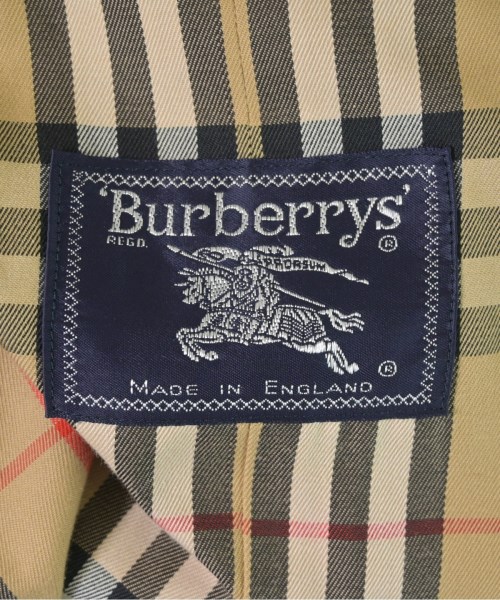 'Burberrys'
REGD. ®
PRORSUM
®
MADE IN ENGLAND